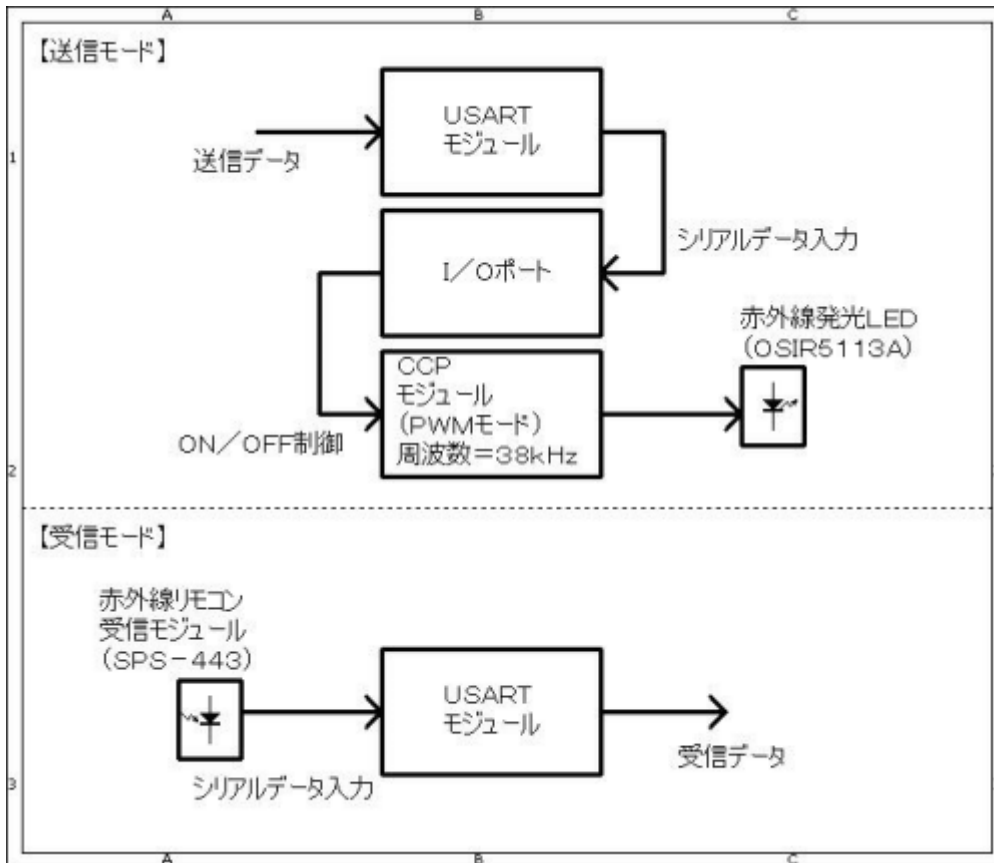 A B C
【送信モード】
USART
モジュール
1
送信データ
シリアルデータ入力
I/Oポート
赤外線発光LED
(OSIR5113A)
CCP
モジュール
(PWMモード)
周波数=38kHz
ON/OFF制御
2
【受信モード】
赤外線リモコン
受信モジュール
(SPS-443)
USART
モジュール
受信データ
シリアルデータ入力
3
A B C